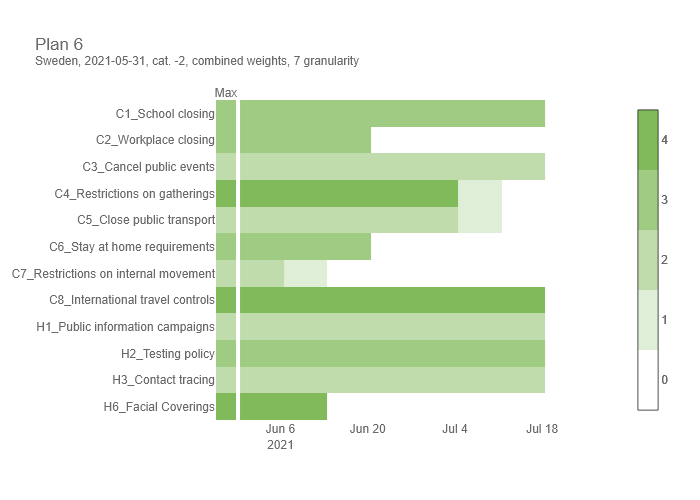 Plan 6
Sweden, 2021-05-31, cat. -2, combined weights, 7 granularity
Max
C1_School closing
C2_Workplace closing
C3_Cancel public events
C4_Restrictions on gatherings
C5_Close public transport
C6_Stay at home requirements
C7_Restrictions on internal movement
C8_International travel controls
H1_Public information campaigns
H2_Testing policy
H3_Contact tracing
H6_Facial Coverings
Jun 6 Jun 20 Jul 4 Jul 18
2021
4
3
2
1
0